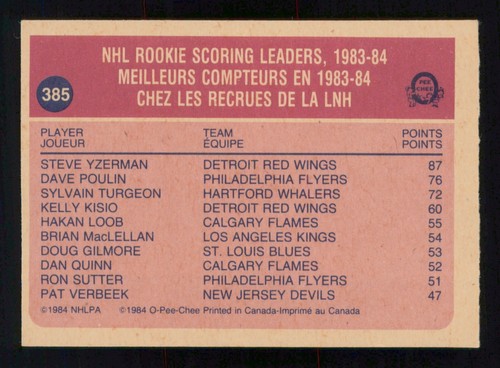 NHL ROOKIE SCORING LEADERS, 1983-84
MEILLEURS COMPTEURS EN 1983-84
CHEZ LES RECRUES DE LA LNH
385
O PEE CHEE
PLAYER TEAM POINTS
JOUEUR ÉQUIPE POINTS
STEVE YZERMAN DETROIT RED WINGS 87
DAVE POULIN PHILADELPHIA FLYERS 76
SYLVAIN TURGEON HARTFORD WHALERS 72
KELLY KISIO DETROIT RED WINGS 60
HAKAN LOOB CALGARY FLAMES 55
BRIAN MacLELLAN LOS ANGELES KINGS 54
DOUG GILMORE ST. LOUIS BLUES 53
DAN QUINN CALGARY FLAMES 52
RON SUTTER PHILADELPHIA FLYERS 51
PAT VERBEEK NEW JERSEY DEVILS 47
©1984 NHLPA ©1984 O-Pee-Chee Printed in Canada-Imprimé au Canada